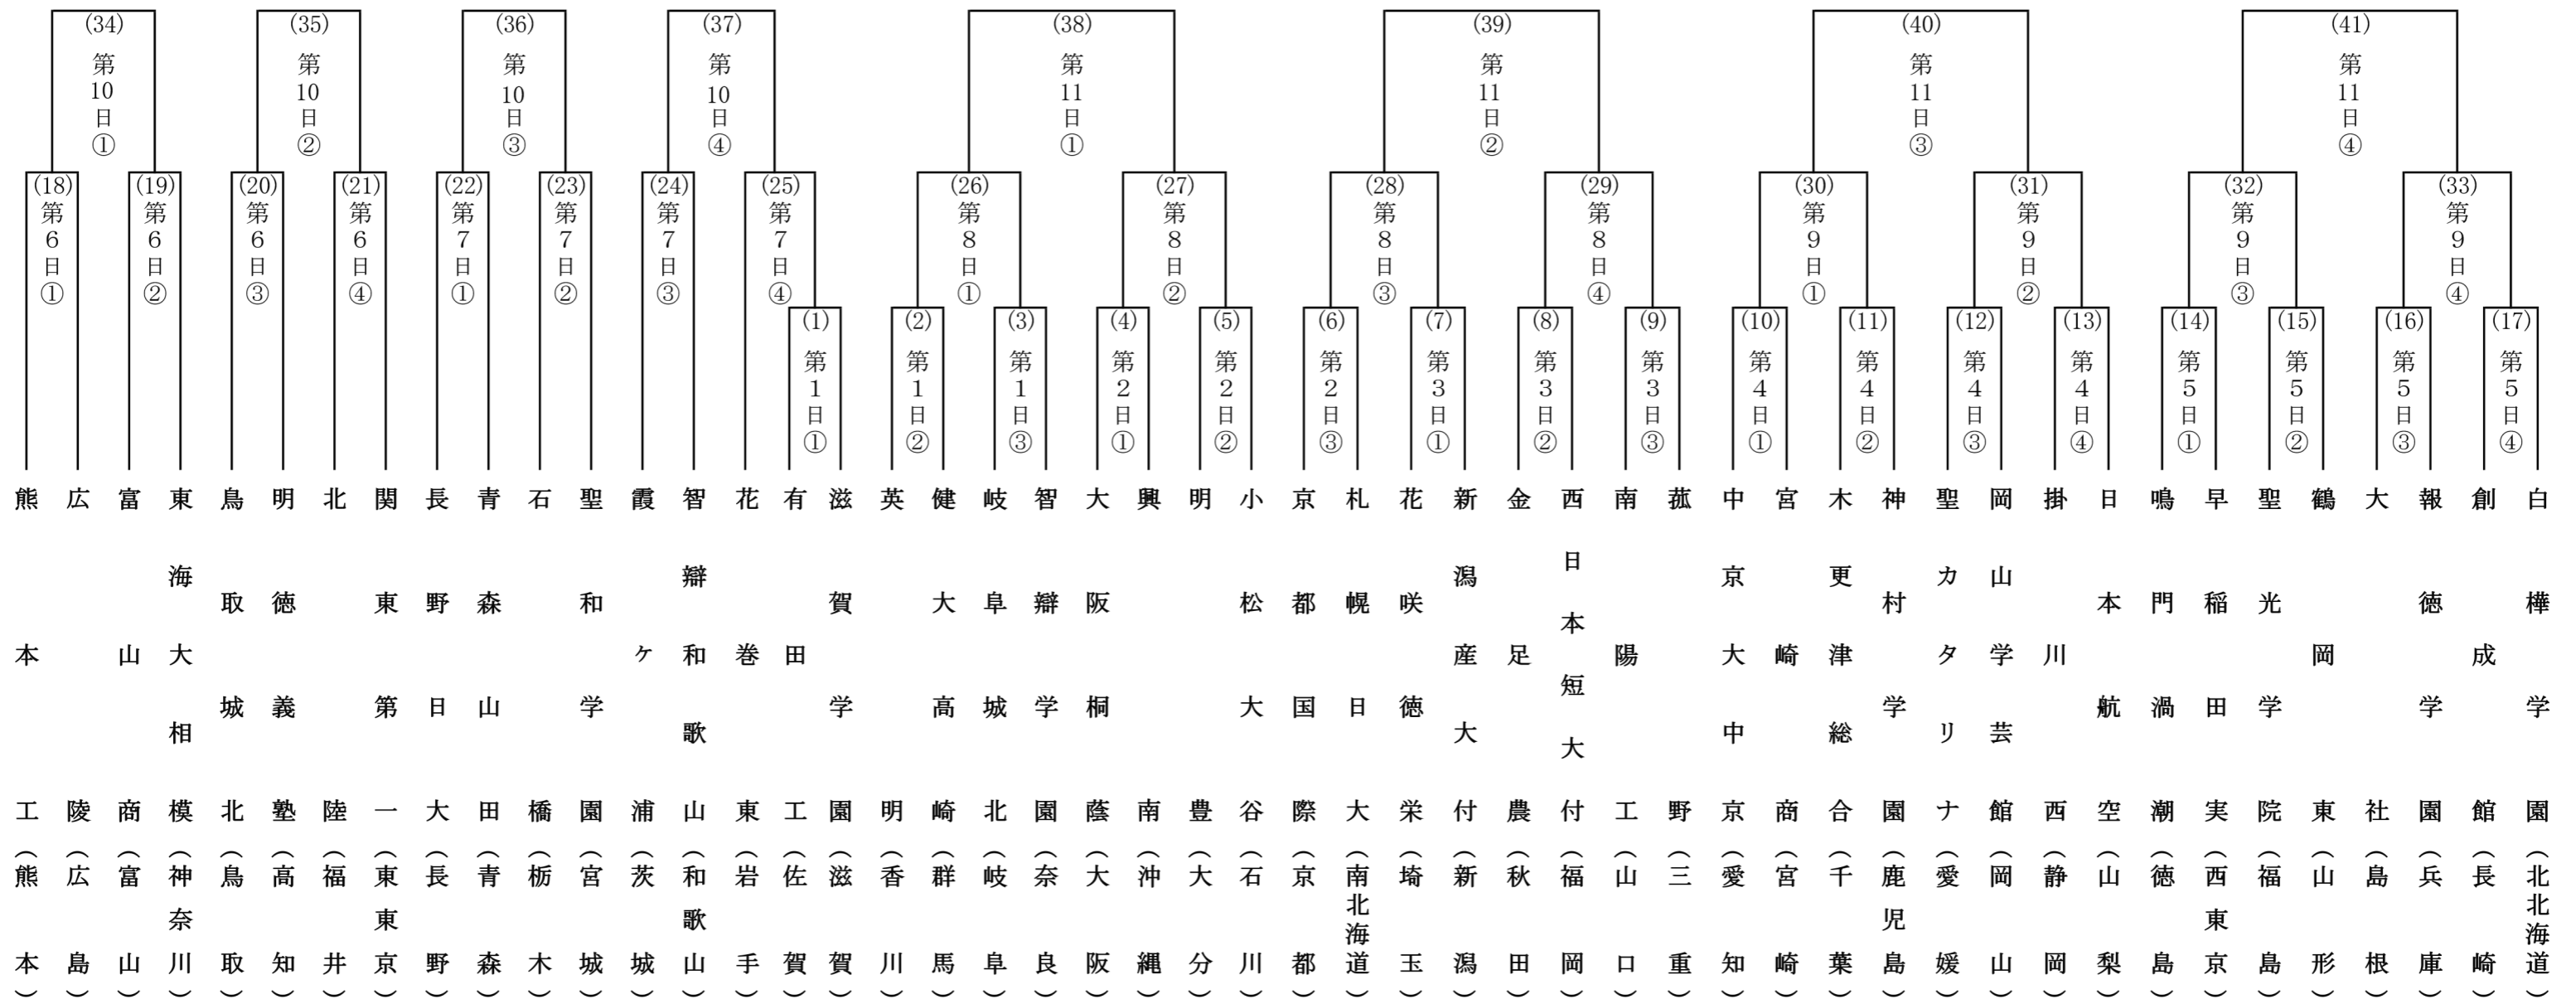 (34) 第10日①
(35) 第10日②
(36) 第10日③
(37) 第10日④
(38) 第11日①
(39) 第11日②
(40) 第11日③
(41) 第11日④
(18) 第6日①
(19) 第6日②
(20) 第6日③
(21) 第6日④
(22) 第7日①
(23) 第7日②
(24) 第7日③
(25) 第7日④
(26) 第8日①
(27) 第8日②
(28) 第8日③
(29) 第8日④
(30) 第9日①
(31) 第9日②
(32) 第9日③
(33) 第9日④
(1) 第1日①
(2) 第1日②
(3) 第1日③
(4) 第2日①
(5) 第2日②
(6) 第2日③
(7) 第3日①
(8) 第3日②
(9) 第3日③
(10) 第4日①
(11) 第4日②
(12) 第4日③
(13) 第4日④
(14) 第5日①
(15) 第5日②
(16) 第5日③
(17) 第5日④
熊本工（熊本）
広陵（広島）
富山商（富山）
東海大相模（神奈川）
鳥取城北（鳥取）
明徳義塾（高知）
北陸（福井）
関東第一（東東京）
長野日大（長野）
青森山田（青森）
石橋（栃木）
聖和学園（宮城）
霞ケ浦（茨城）
智辯和歌山（和歌山）
花巻東（岩手）
有田工（佐賀）
滋賀学園（滋賀）
英明（香川）
健大高崎（群馬）
岐阜城北（岐阜）
智辯学園（奈良）
大阪桐蔭（大阪）
興南（沖縄）
明豊（大分）
小松大谷（石川）
京都国際（京都）
札幌日大（南北海道）
花咲徳栄（埼玉）
新潟産大付（新潟）
金足農（秋田）
西日本短大付（福岡）
南陽工（山口）
菰野（三重）
中京大中京（愛知）
宮崎商（宮崎）
木更津総合（千葉）
神村学園（鹿児島）
聖カタリナ（愛媛）
岡山学芸館（岡山）
掛川西（静岡）
日本航空（山梨）
鳴門渦潮（徳島）
早稲田実（西東京）
聖光学院（福島）
鶴岡東（山形）
大社（島根）
報徳学園（兵庫）
創成館（長崎）
白樺学園（北北海道）